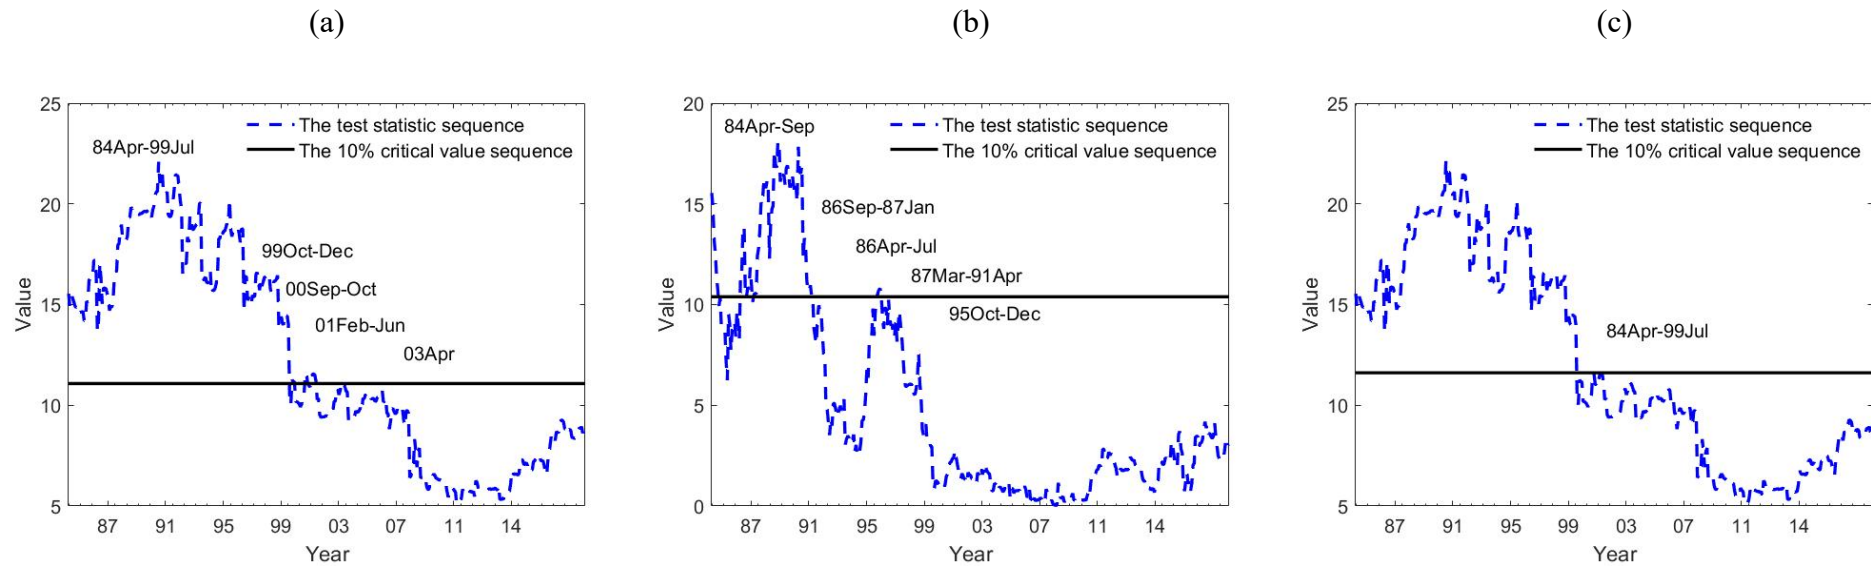 (a)
(b)
(c)
25
20
15
10
5
Value
84Apr-99Jul
The test statistic sequence
The 10% critical value sequence
99Oct-Dec
00Sep-Oct
01Feb-Jun
03Apr
87 91 95 99 03 07 11 14
Year
20
15
10
5
0
Value
84Apr-Sep
The test statistic sequence
The 10% critical value sequence
86Sep-87Jan
86Apr-Jul
87Mar-91Apr
95Oct-Dec
87 91 95 99 03 07 11 14
Year
25
20
15
10
5
Value
The test statistic sequence
The 10% critical value sequence
84Apr-99Jul
87 91 95 99 03 07 11 14
Year